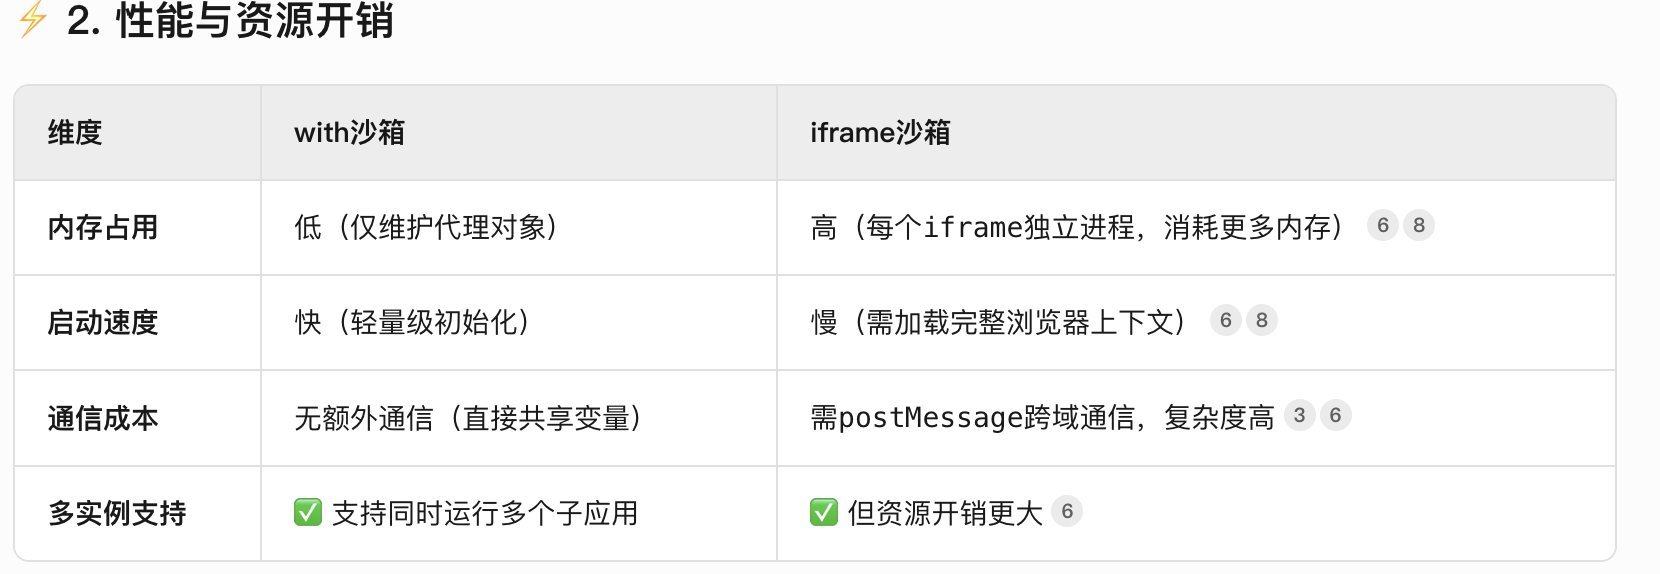 ⚡ 2. 性能与资源开销
维度 with沙箱 iframe沙箱
内存占用 低（仅维护代理对象） 高（每个iframe独立进程，消耗更多内存） 6 8
启动速度 快（轻量级初始化） 慢（需加载完整浏览器上下文） 6 8
通信成本 无额外通信（直接共享变量） 需postMessage跨域通信，复杂度高 3 6
多实例支持 ✅ 支持同时运行多个子应用 ✅ 但资源开销更大 6